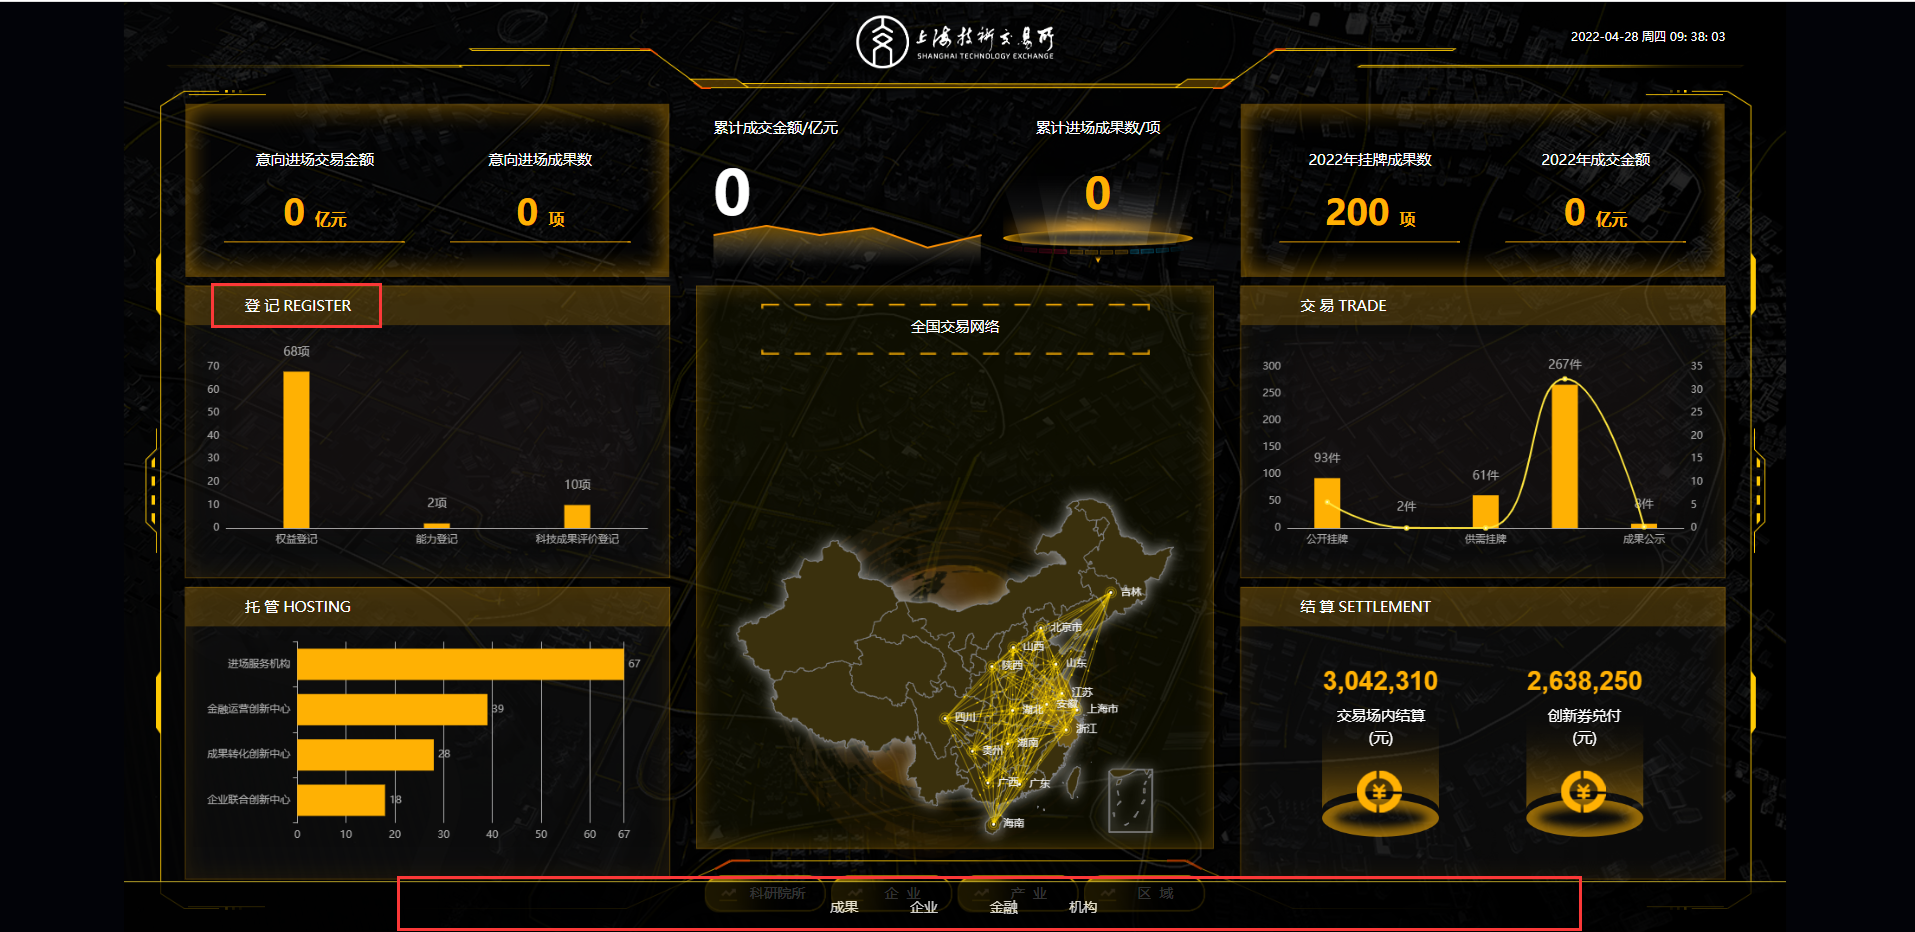 上海技術交易所
SHANGHAI TECHNOLOGY EXCHANGE
2022-04-28 周四 09: 38: 03
意向进场交易金额
0 亿元
意向进场成果数
0 项
累计成交金额/亿元
0
累计进场成果数/项
0
2022年挂牌成果数
200 项
2022年成交金额
0 亿元
登 记 REGISTER
70
60
50
40
30
20
10
0
68项
2项
10项
权益登记
能力登记
科技成果评价登记
托 管 HOSTING
进场服务机构
67
金融运营创新中心
39
成果转化创新中心
28
企业联合创新中心
18
0 10 20 30 40 50 60 67
全国交易网络
吉林
北京市
山西
陕西
山东
江苏
安徽
上海市
湖北
四川
浙江
湖南
贵州
广西
广东
海南
交 易 TRADE
300
250
200
150
100
50
0
93件
2件
61件
267件
8件
35
30
25
20
15
10
5
0
公开挂牌
供需挂牌
成果公示
结 算 SETTLEMENT
3,042,310
交易场内结算
(元)
2,638,250
创新券兑付
(元)
科研院所
企 业
产 业
区 域
成果
企业
金融
机构